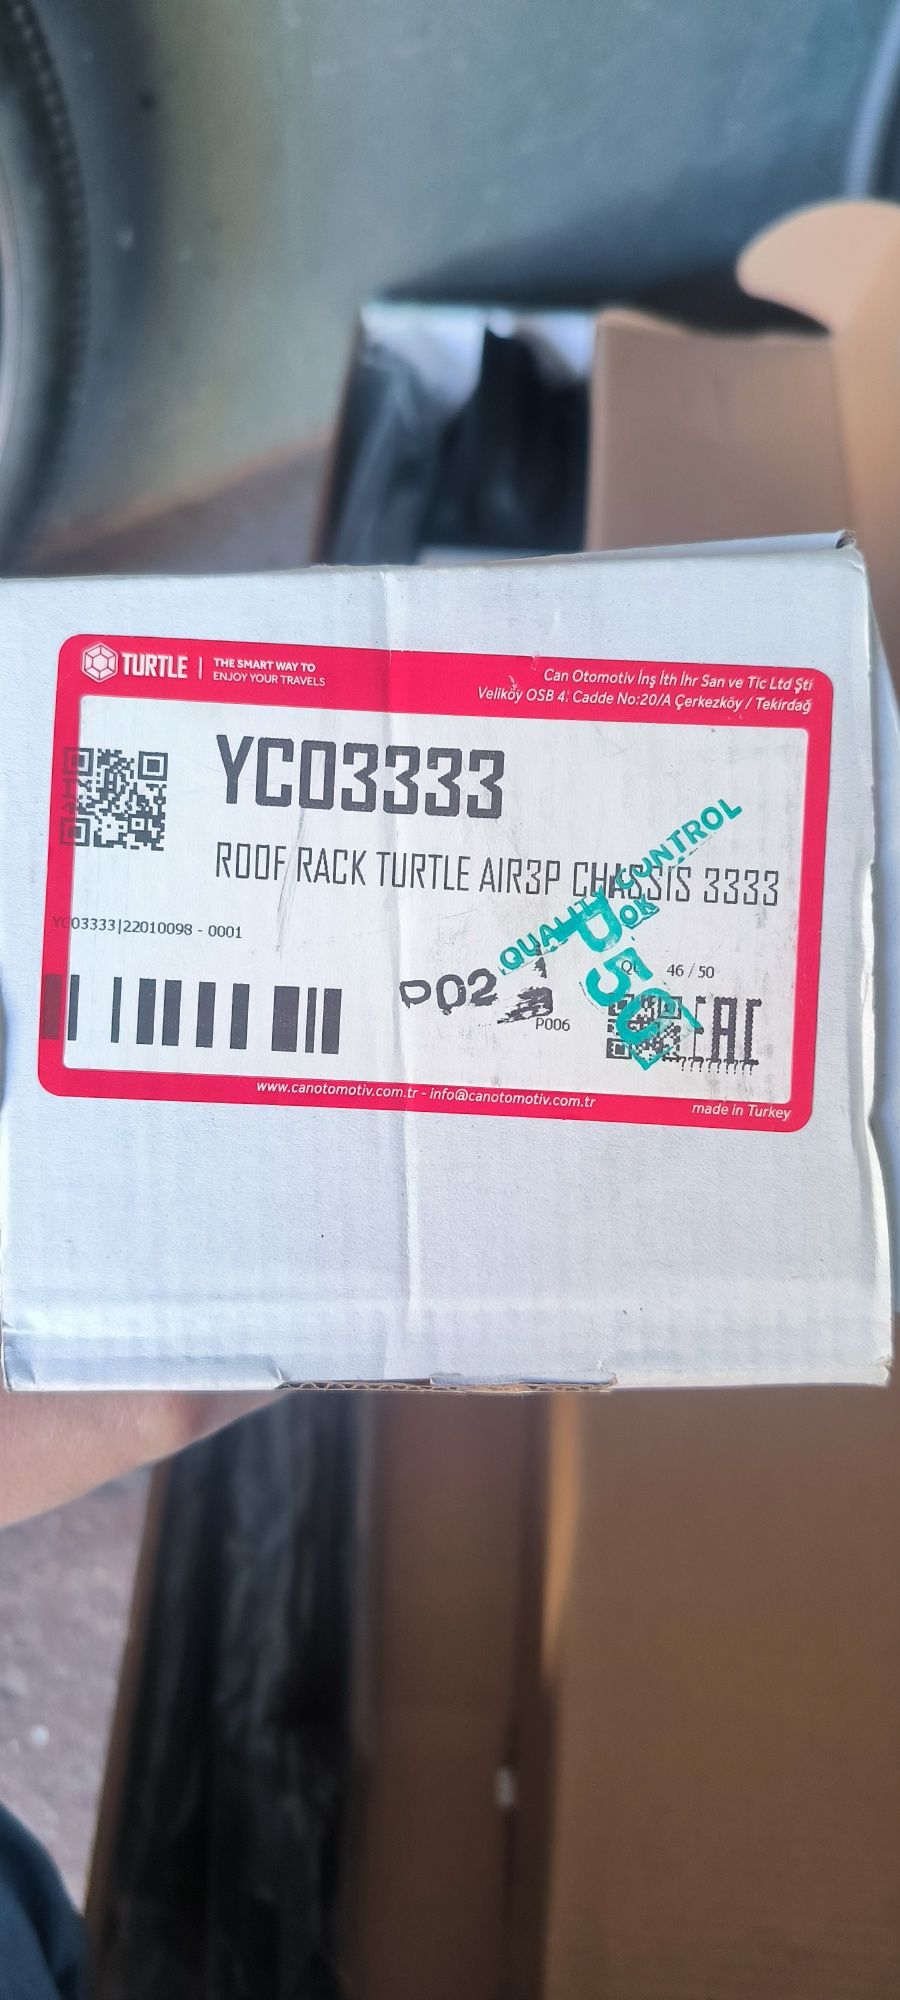 TURTLE
THE SMART WAY TO
ENJOY YOUR TRAVELS
Can Otomotiv İnş İth İhr San ve Tic Ltd Şti
Veliköy OSB 4. Cadde No:20/A Çerkezköy / Tekirdağ
YC03333
ROOF RACK TURTLE AIR3P CHASSIS 3333
YC03333|22010098 - 0001
QUALITY CONTROL
OK
P50
46 / 50
P02
P006
EAC
?????????
www.canotomotiv.com.tr - info@canotomotiv.com.tr
made in Turkey